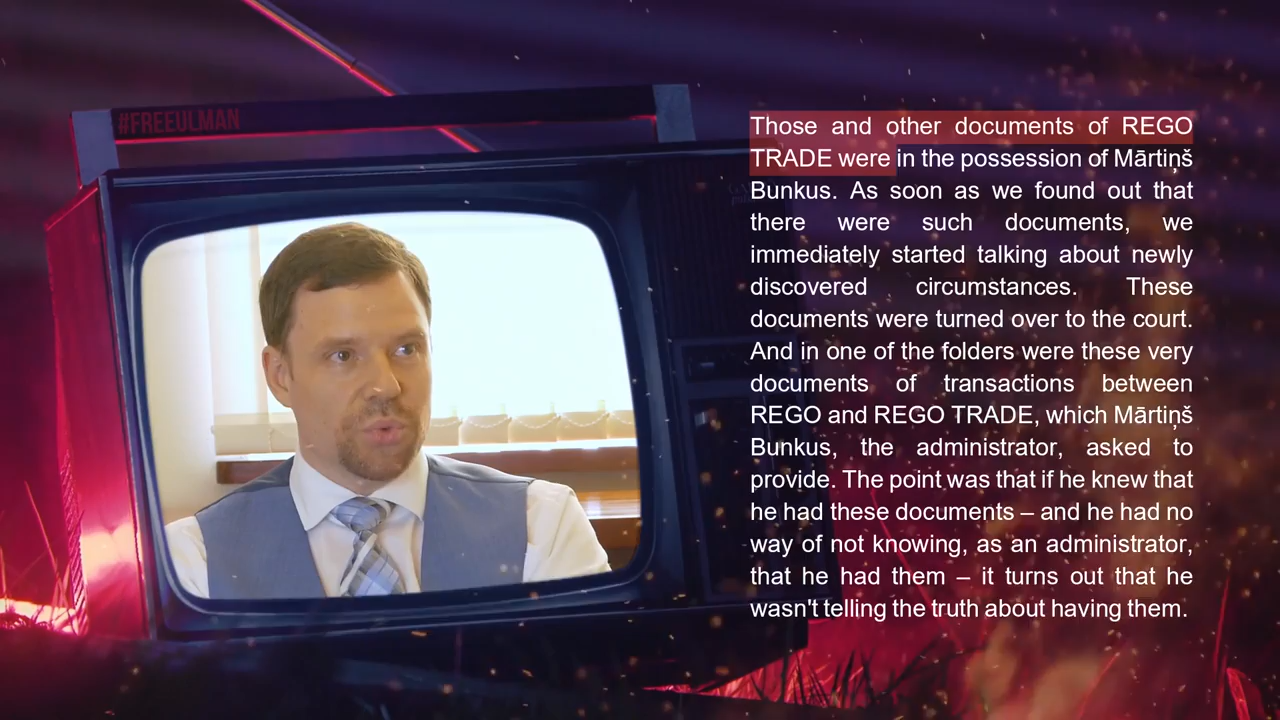 #FREEULMAN
Those and other documents of REGO
TRADE were in the possession of Mārtiņš
Bunkus. As soon as we found out that
there were such documents, we
immediately started talking about newly
discovered circumstances. These
documents were turned over to the court.
And in one of the folders were these very
documents of transactions between
REGO and REGO TRADE, which Mārtiņš
Bunkus, the administrator, asked to
provide. The point was that if he knew that
he had these documents – and he had no
way of not knowing, as an administrator,
that he had them – it turns out that he
wasn't telling the truth about having them.